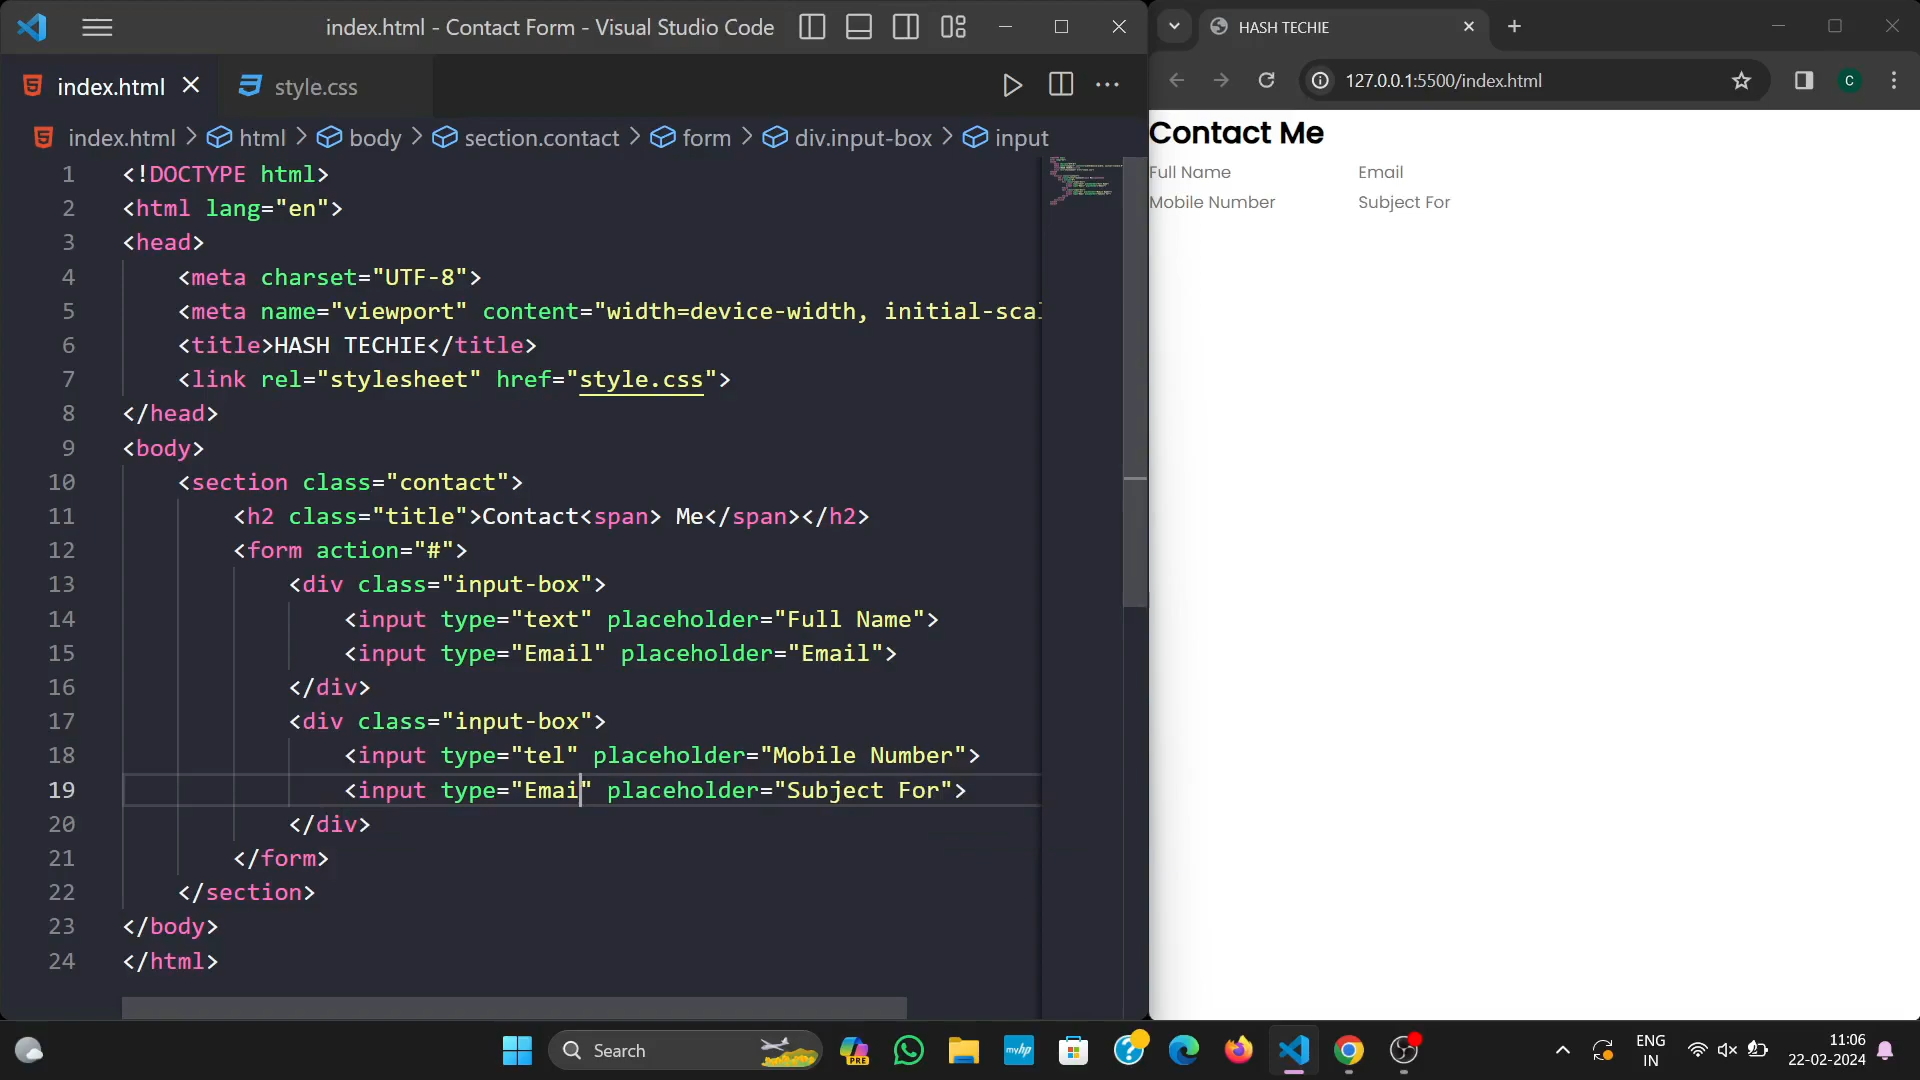 index.html - Contact Form - Visual Studio Code
index.html
style.css
index.html > html > body > section.contact > form > div.input-box > input
1 <!DOCTYPE html>
2 <html lang="en">
3 <head>
4 <meta charset="UTF-8">
5 <meta name="viewport" content="width=device-width, initial-scal
6 <title>HASH TECHIE</title>
7 <link rel="stylesheet" href="style.css">
8 </head>
9 <body>
10 <section class="contact">
11 <h2 class="title">Contact<span> Me</span></h2>
12 <form action="#">
13 <div class="input-box">
14 <input type="text" placeholder="Full Name">
15 <input type="Email" placeholder="Email">
16 </div>
17 <div class="input-box">
18 <input type="tel" placeholder="Mobile Number">
19 <input type="Emai" placeholder="Subject For">
20 </div>
21 </form>
22 </section>
23 </body>
24 </html>
HASH TECHIE
127.0.0.1:5500/index.html
C
Contact Me
Full Name Email
Mobile Number Subject For
Search
PRE
myhp
ENG
IN
11:06
22-02-2024